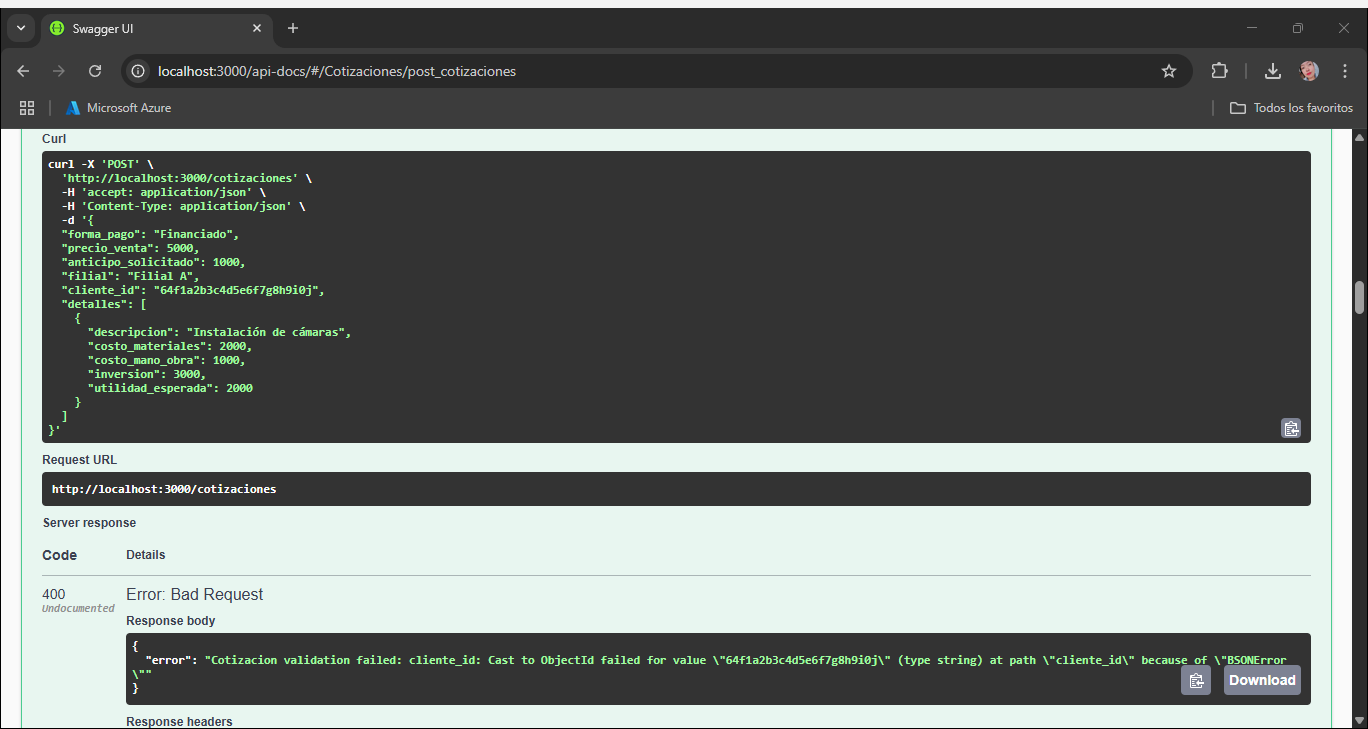 Swagger UI
localhost:3000/api-docs/#/Cotizaciones/post_cotizaciones
Microsoft Azure
Todos los favoritos
Curl
curl -X 'POST' \
  'http://localhost:3000/cotizaciones' \
  -H 'accept: application/json' \
  -H 'Content-Type: application/json' \
  -d '{
  "forma_pago": "Financiado",
  "precio_venta": 5000,
  "anticipo_solicitado": 1000,
  "filial": "Filial A",
  "cliente_id": "64f1a2b3c4d5e6f7g8h9i0j",
  "detalles": [
    {
      "descripcion": "Instalación de cámaras",
      "costo_materiales": 2000,
      "costo_mano_obra": 1000,
      "inversion": 3000,
      "utilidad_esperada": 2000
    }
  ]
}'
Request URL
http://localhost:3000/cotizaciones
Server response
Code Details
400 Error: Bad Request
Undocumented
Response body
{
  "error": "Cotizacion validation failed: cliente_id: Cast to ObjectId failed for value \"64f1a2b3c4d5e6f7g8h9i0j\" (type string) at path \"cliente_id\" because of \"BSONError
\""
}
Download
Response headers